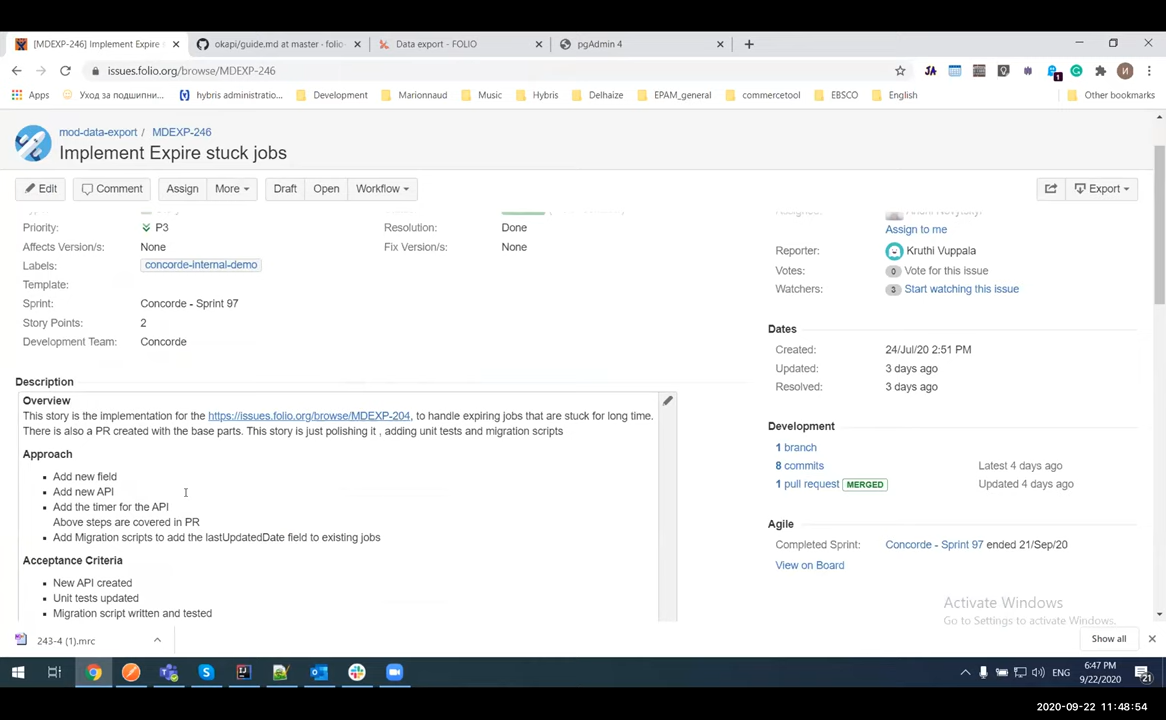 [MDEXP-246] Implement Expire
okapi/guide.md at master · folio-
Data export - FOLIO
pgAdmin 4
issues.folio.org/browse/MDEXP-246
Apps
Уход за подшипни...
hybris administratio...
Development
Marionnaud
Music
Hybris
Delhaize
EPAM_general
commercetool
EBSCO
English
Other bookmarks
mod-data-export / MDEXP-246
Implement Expire stuck jobs
Edit
Comment
Assign
More
Draft
Open
Workflow
Export
Priority: P3
Resolution: Done
Assign to me
Affects Version/s: None
Fix Version/s: None
Reporter: Kruthi Vuppala
Labels: concorde-internal-demo
Votes: 0 Vote for this issue
Template:
Watchers: 3 Start watching this issue
Sprint: Concorde - Sprint 97
Story Points: 2
Development Team: Concorde
Dates
Created: 24/Jul/20 2:51 PM
Updated: 3 days ago
Resolved: 3 days ago
Description
Overview
This story is the implementation for the https://issues.folio.org/browse/MDEXP-204, to handle expiring jobs that are stuck for long time.
There is also a PR created with the base parts. This story is just polishing it , adding unit tests and migration scripts
Approach
Add new field
Add new API
Add the timer for the API
Above steps are covered in PR
Add Migration scripts to add the lastUpdatedDate field to existing jobs
Acceptance Criteria
New API created
Unit tests updated
Migration script written and tested
Development
1 branch
8 commits Latest 4 days ago
1 pull request MERGED Updated 4 days ago
Agile
Completed Sprint: Concorde - Sprint 97 ended 21/Sep/20
View on Board
Activate Windows
Go to Settings to activate Windows.
243-4 (1).mrc
Show all
ENG
6:47 PM
9/22/2020
21
2020-09-22 11:48:54